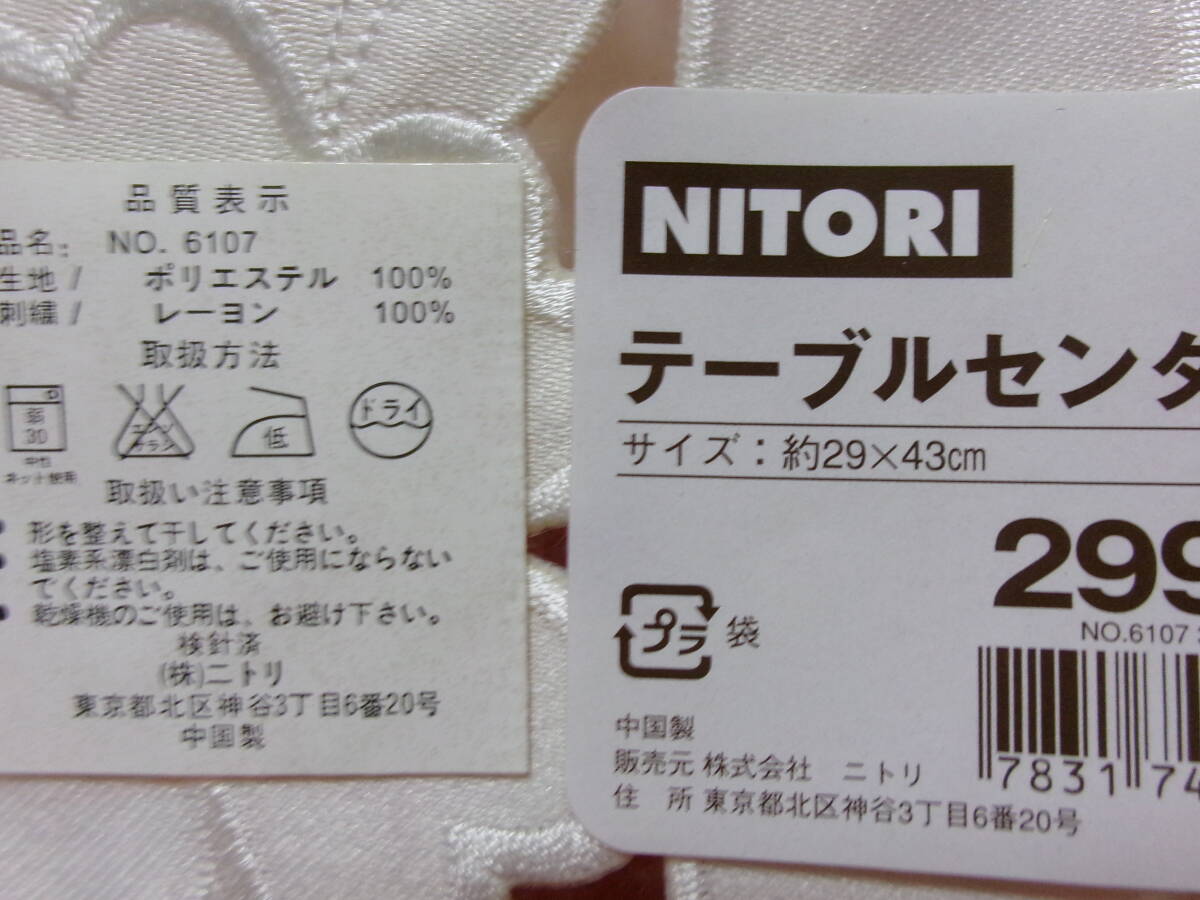 品質表示
品名: NO. 6107
生地 / ポリエステル 100%
刺繍 / レーヨン 100%
取扱方法
弱
30
中性
ネット使用
エンソ
サラシ
低
ドライ
取扱い注意事項
● 形を整えて干してください。
● 塩素系漂白剤は、ご使用にならない
でください。
●乾燥機のご使用は、お避け下さい。
検針済
(株)ニトリ
東京都北区神谷3丁目6番20号
中国製
NITORI
テーブルセンタ
サイズ：約29×43cm
299
NO.6107
プラ 袋
7831 74
中国製
販売元 株式会社 ニトリ
住 所 東京都北区神谷3丁目6番20号